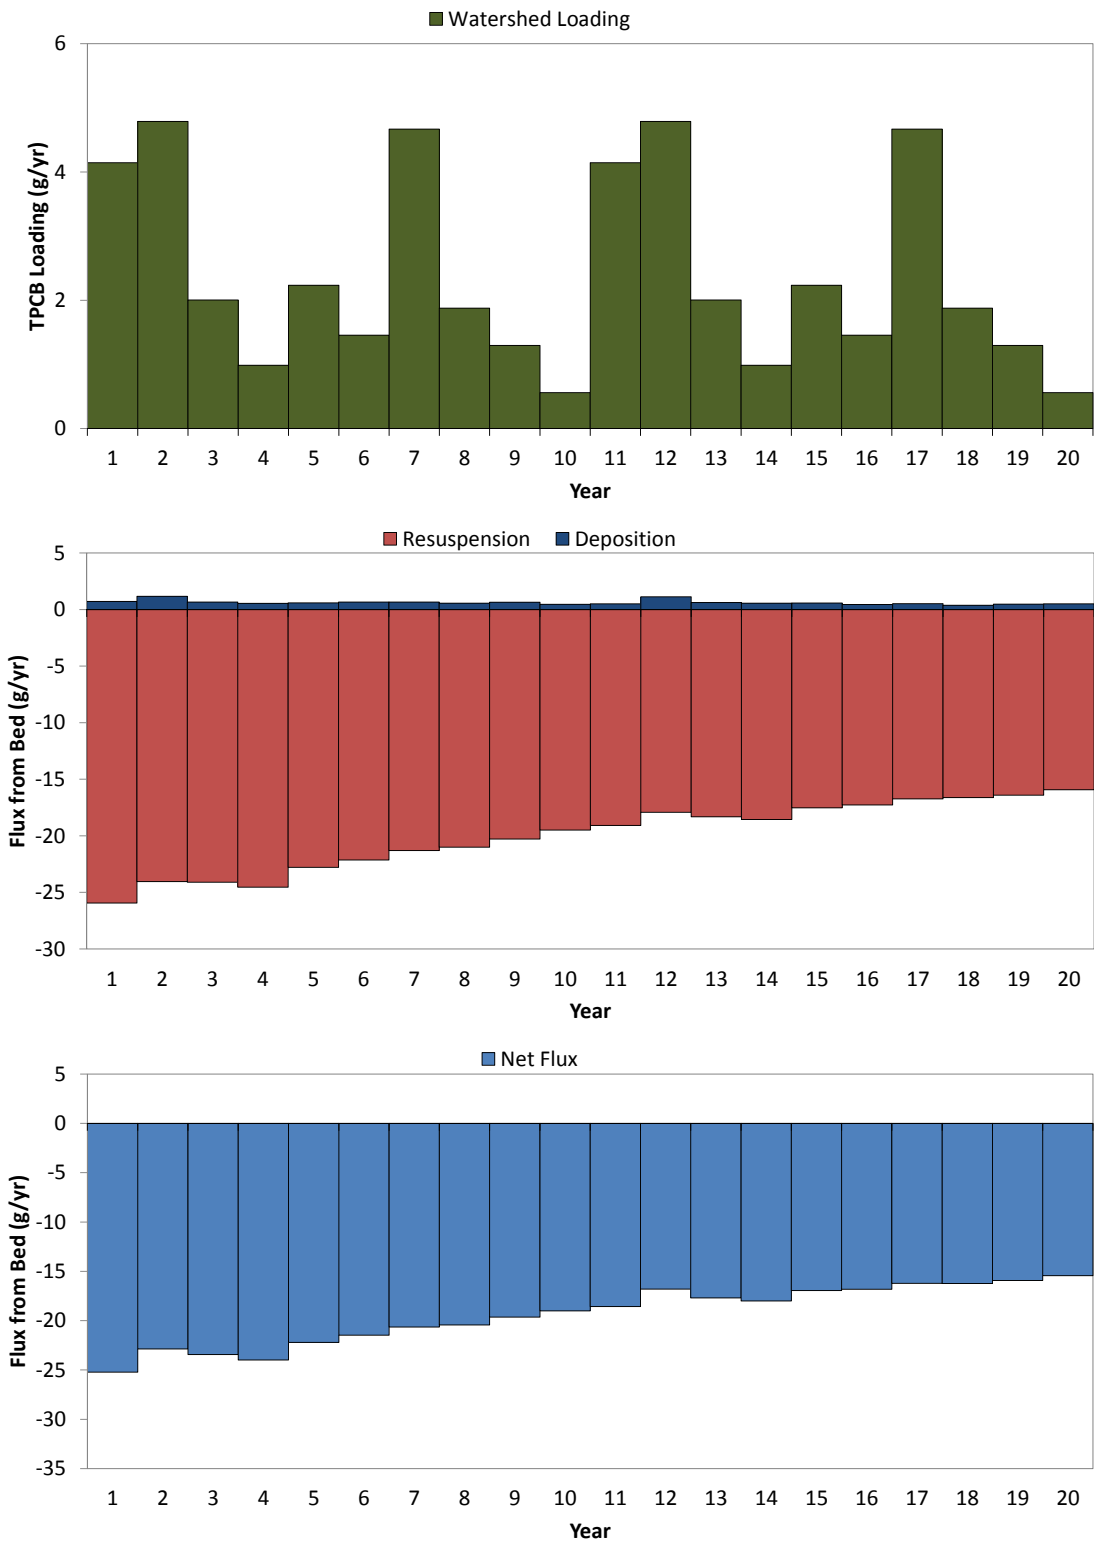 Watershed Loading
6
4
2
0
TPCB Loading (g/yr)
1 2 3 4 5 6 7 8 9 10 11 12 13 14 15 16 17 18 19 20
Year
Resuspension Deposition
5
0
-5
-10
-15
-20
-25
-30
Flux from Bed (g/yr)
1 2 3 4 5 6 7 8 9 10 11 12 13 14 15 16 17 18 19 20
Year
Net Flux
5
0
-5
-10
-15
-20
-25
-30
-35
Flux from Bed (g/yr)
1 2 3 4 5 6 7 8 9 10 11 12 13 14 15 16 17 18 19 20
Year